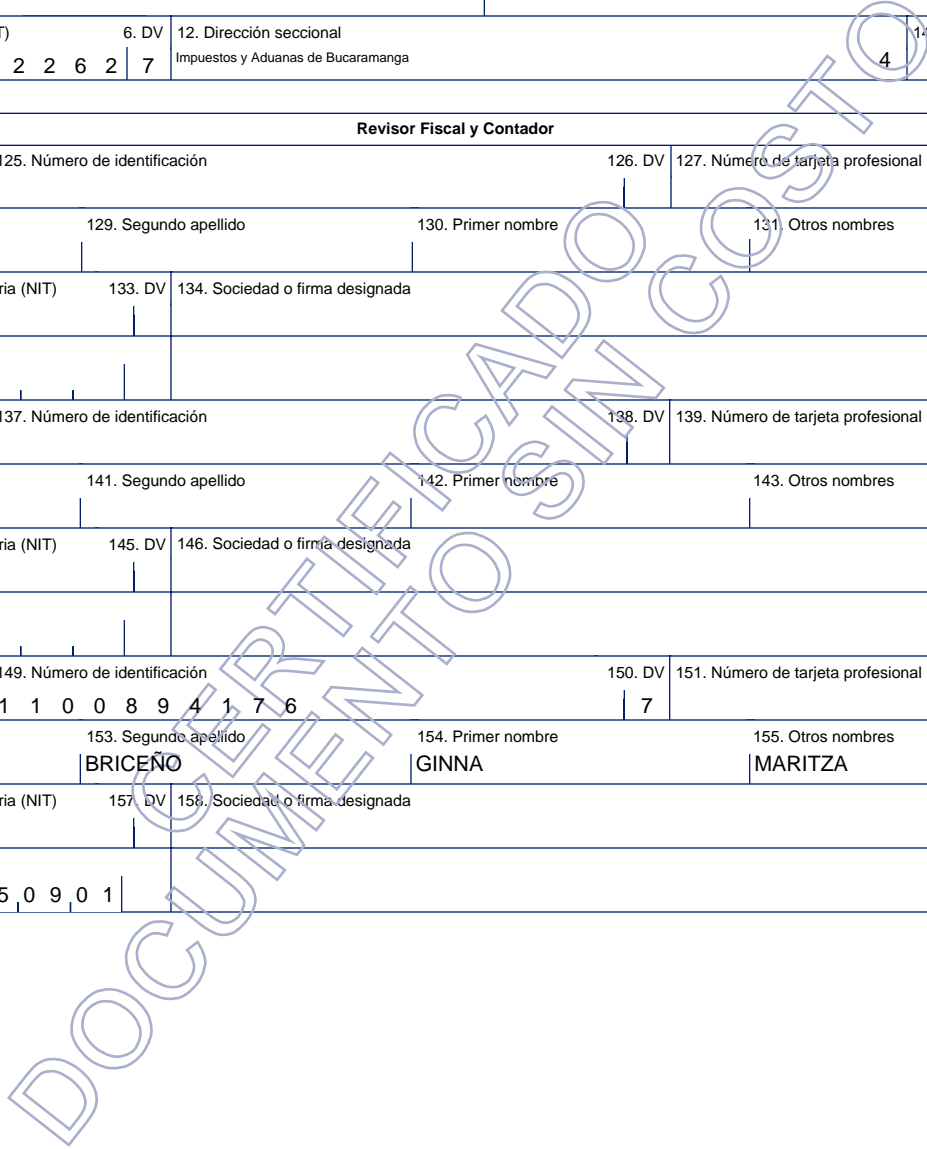 T) 6. DV 12. Dirección seccional 14
2 2 6 2 7 Impuestos y Aduanas de Bucaramanga 4
Revisor Fiscal y Contador
125. Número de identificación 126. DV 127. Número de tarjeta profesional
129. Segundo apellido 130. Primer nombre 131. Otros nombres
ria (NIT) 133. DV 134. Sociedad o firma designada
137. Número de identificación 138. DV 139. Número de tarjeta profesional
141. Segundo apellido 142. Primer nombre 143. Otros nombres
ria (NIT) 145. DV 146. Sociedad o firma designada
149. Número de identificación 150. DV 151. Número de tarjeta profesional
1 1 0 0 8 9 4 1 7 6 7
153. Segundo apellido 154. Primer nombre 155. Otros nombres
BRICEÑO GINNA MARITZA
ria (NIT) 157. DV 158. Sociedad o firma designada
5 0 9 0 1
CERTIFICADO
DOCUMENTO SIN COSTO